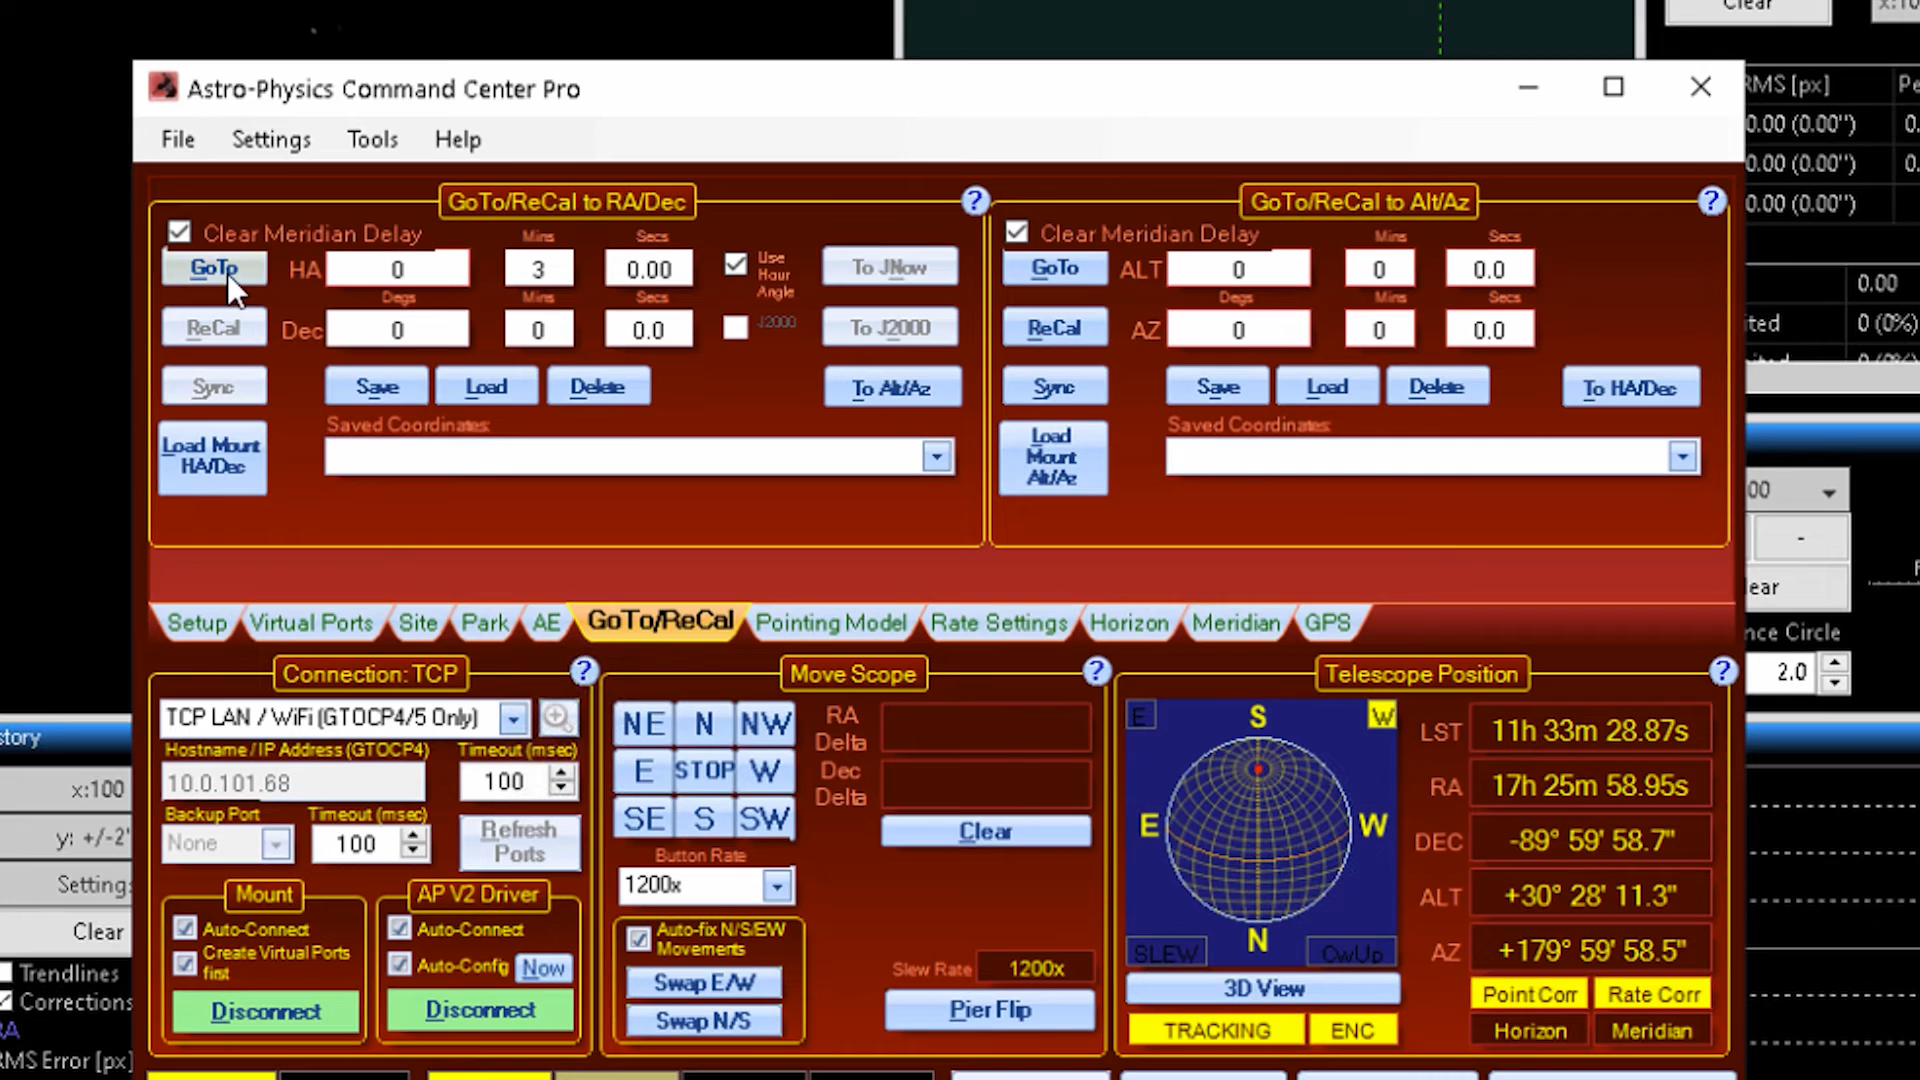 Clear
x:100
Astro-Physics Command Center Pro
RMS [px]
Pe
File Settings Tools Help
0.00 (0.00")
0.
0.00 (0.00")
0.
0.00 (0.00")
GoTo/ReCal to RA/Dec ?
Clear Meridian Delay Mins Secs
GoTo HA 0 3 0.00 Use Hour Angle To JNow
Degs Mins Secs
ReCal Dec 0 0 0.0 J2000 To J2000
Sync Save Load Delete To Alt/Az
Saved Coordinates:
Load Mount
HA/Dec
GoTo/ReCal to Alt/Az ?
Clear Meridian Delay Mins Secs
GoTo ALT 0 0 0.0
Degs Mins Secs
ReCal AZ 0 0 0.0
Sync Save Load Delete To HA/Dec
Saved Coordinates:
Load
Mount
Alt/Az
0.00
ited 0 (0%)
00
-
lear
nce Circle
2.0
Setup Virtual Ports Site Park AE GoTo/ReCal Pointing Model Rate Settings Horizon Meridian GPS
Connection: TCP ?
TCP LAN / WiFi (GTOCP4/5 Only)
Hostname / IP Address (GTOCP4) Timeout (msec)
10.0.101.68 100
Backup Port Timeout (msec)
None 100
Refresh
Ports
Mount
Auto-Connect
Create Virtual Ports
first
Disconnect
AP V2 Driver
Auto-Connect
Auto-Config Now
Disconnect
Move Scope ?
NE N NW
E STOP W
SE S SW
Button Rate
1200x
Auto-fix N/S/E/W
Movements
Swap E/W
Swap N/S
RA
Delta
Dec
Delta
Clear
Slew Rate 1200x
Pier Flip
Telescope Position ?
E S W
E W
N
SLEW CwUp
3D View
TRACKING ENC
LST 11h 33m 28.87s
RA 17h 25m 58.95s
DEC -89° 59' 58.7"
ALT +30° 28' 11.3"
AZ +179° 59' 58.5"
Point Corr Rate Corr
Horizon Meridian
story
x:100
y: +/-2'
Setting
Clear
Trendlines
Corrections
RA
RMS Error [px]